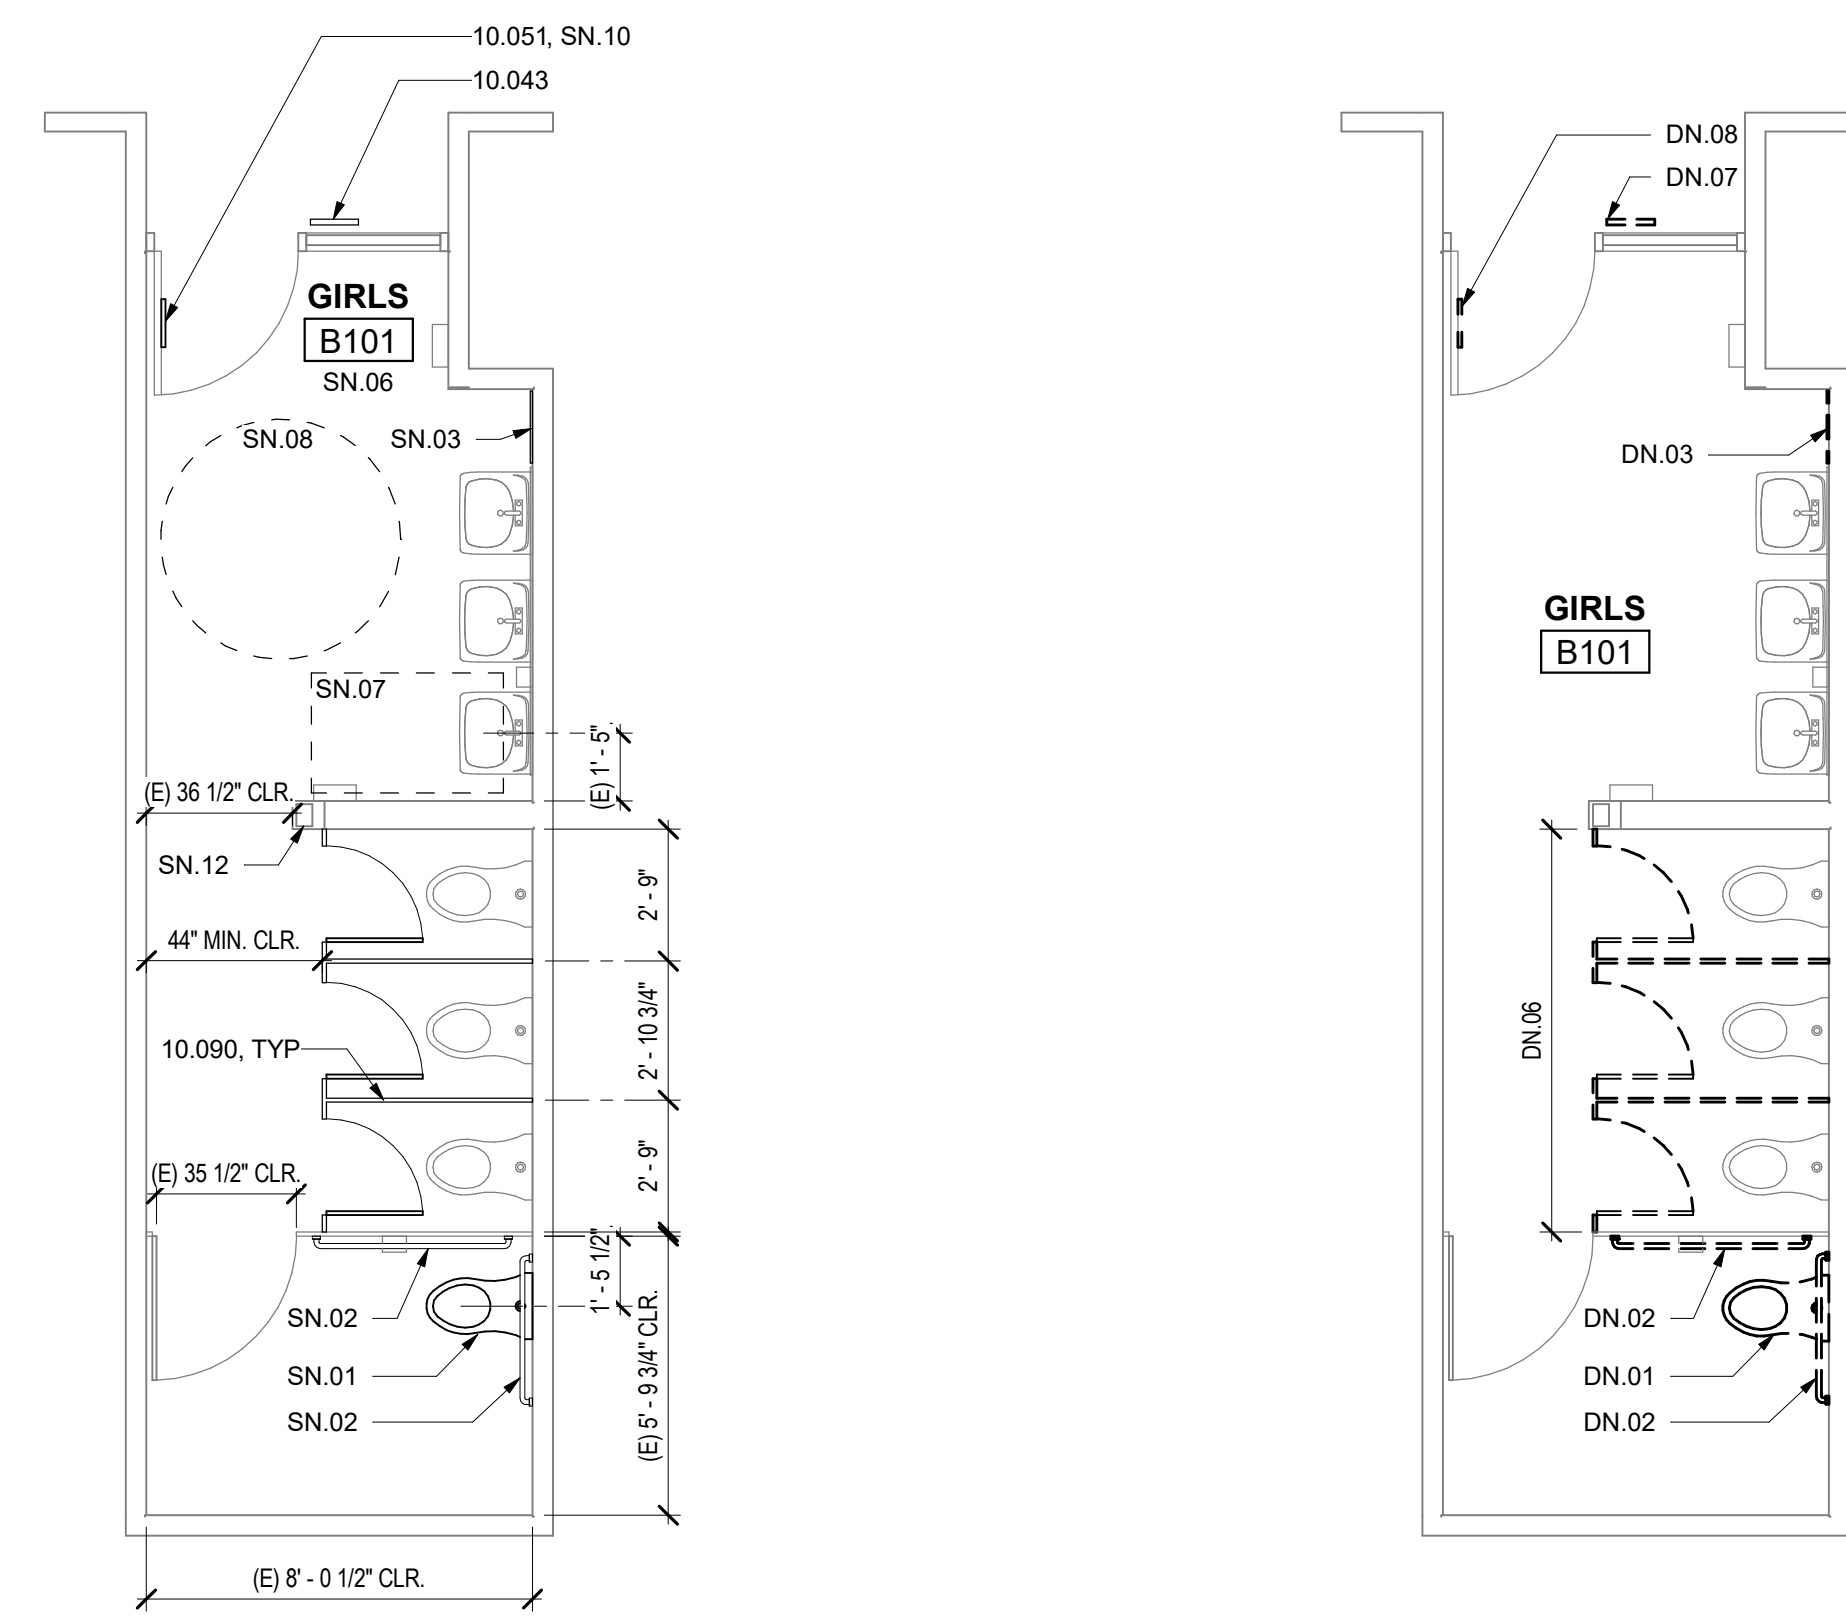 10.051, SN.10
10.043
GIRLS
B101
SN.06
SN.08
SN.03
SN.07
(E) 1' - 5"
(E) 36 1/2" CLR.
SN.12
2' - 9"
44" MIN. CLR.
2' - 10 3/4"
10.090, TYP
2' - 9"
(E) 35 1/2" CLR.
1' - 5 1/2"
SN.02
SN.01
SN.02
(E) 5' - 9 3/4" CLR.
(E) 8' - 0 1/2" CLR.
DN.08
DN.07
DN.03
GIRLS
B101
DN.06
DN.02
DN.01
DN.02